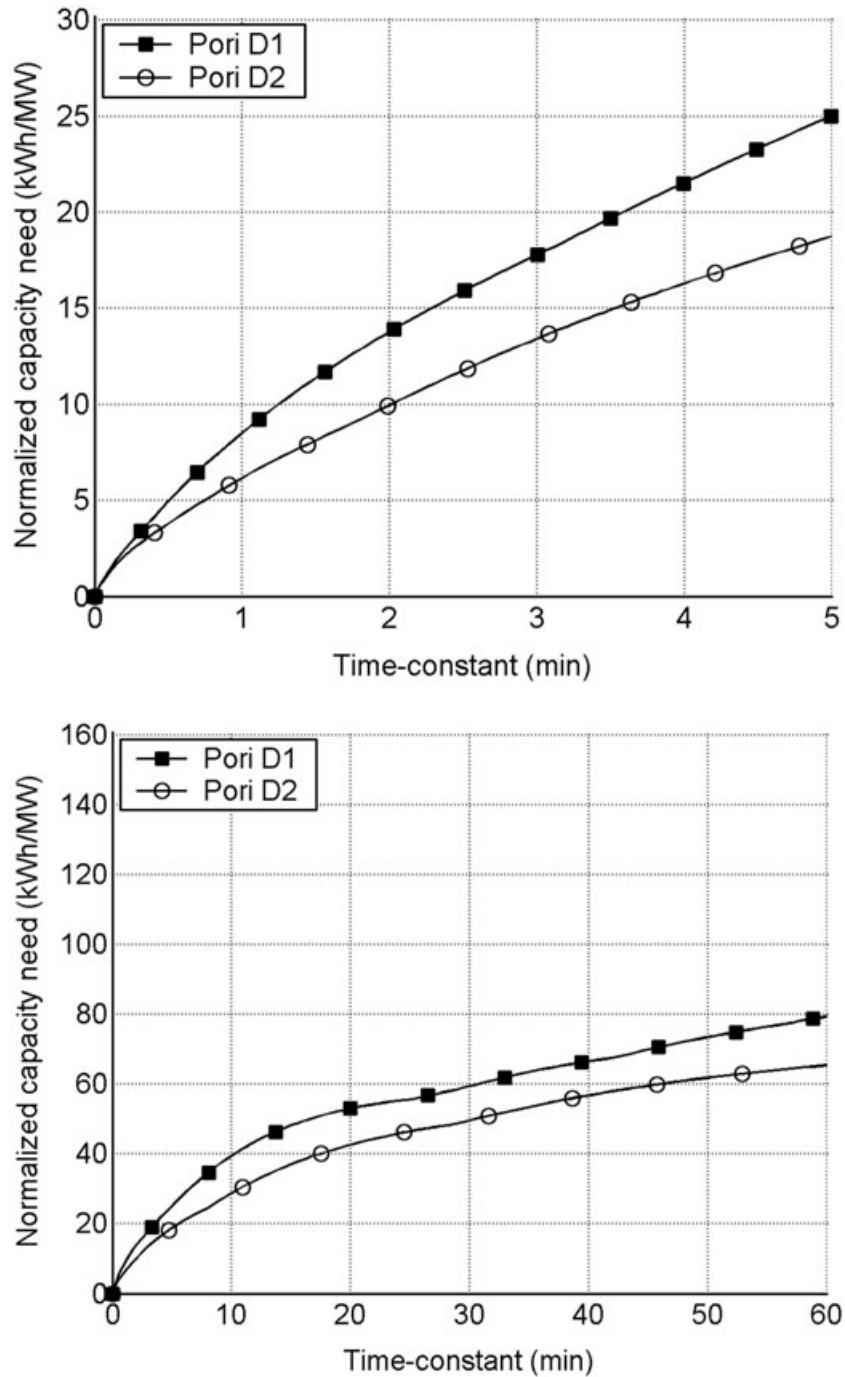 30
Pori D1
Pori D2
25
20
15
10
5
0
Normalized capacity need (kWh/MW)
0 1 2 3 4 5
Time-constant (min)
160
Pori D1
Pori D2
140
120
100
80
60
40
20
0
Normalized capacity need (kWh/MW)
0 10 20 30 40 50 60
Time-constant (min)